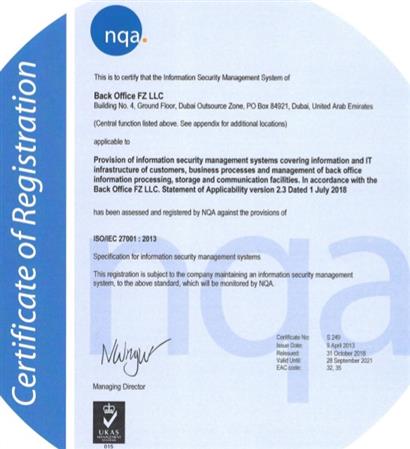 nqa.
Certificate of Registration
This is to certify that the Information Security Management System of
Back Office FZ LLC
Building No. 4, Ground Floor, Dubai Outsource Zone, PO Box 84921, Dubai, United Arab Emirates
(Central function listed above. See appendix for additional locations)
applicable to
Provision of information security management systems covering information and IT
infrastructure of customers, business processes and management of back office
information processing, storage and communication facilities. In accordance with the
Back Office FZ LLC. Statement of Applicability version 2.3 Dated 1 July 2018
has been assessed and registered by NQA against the provisions of
ISO/IEC 27001 : 2013
Specification for information security management systems
This registration is subject to the company maintaining an information security management
system, to the above standard, which will be monitored by NQA.
nqa
Certificate No: S 249
Issue Date: 9 April 2013
Reissued: 31 October 2018
Valid Until: 28 September 2021
EAC code: 32, 35
Managing Director
UKAS
MANAGEMENT
SYSTEMS
015